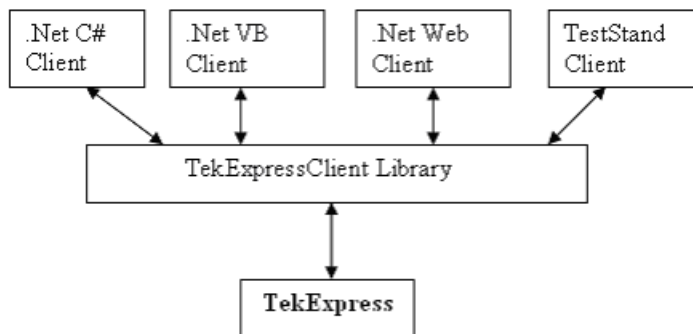 .Net C#
Client
.Net VB
Client
.Net Web
Client
TestStand
Client
TekExpressClient Library
TekExpress